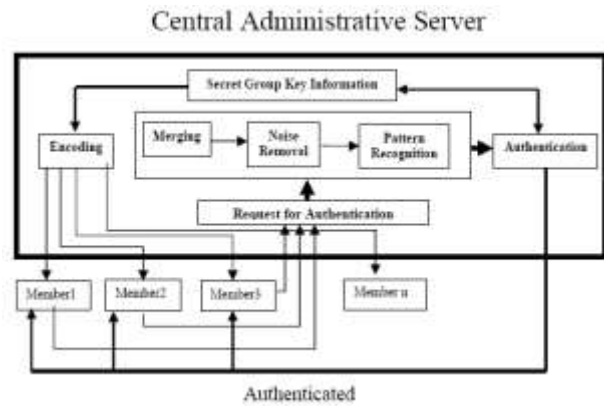 Central Administrative Server
Secret Group Key Information
Encoding
Merging
Noise
Removal
Pattern
Recognition
Authentication
Request for Authentication
Member1
Member2
Member3
Member n
Authenticated